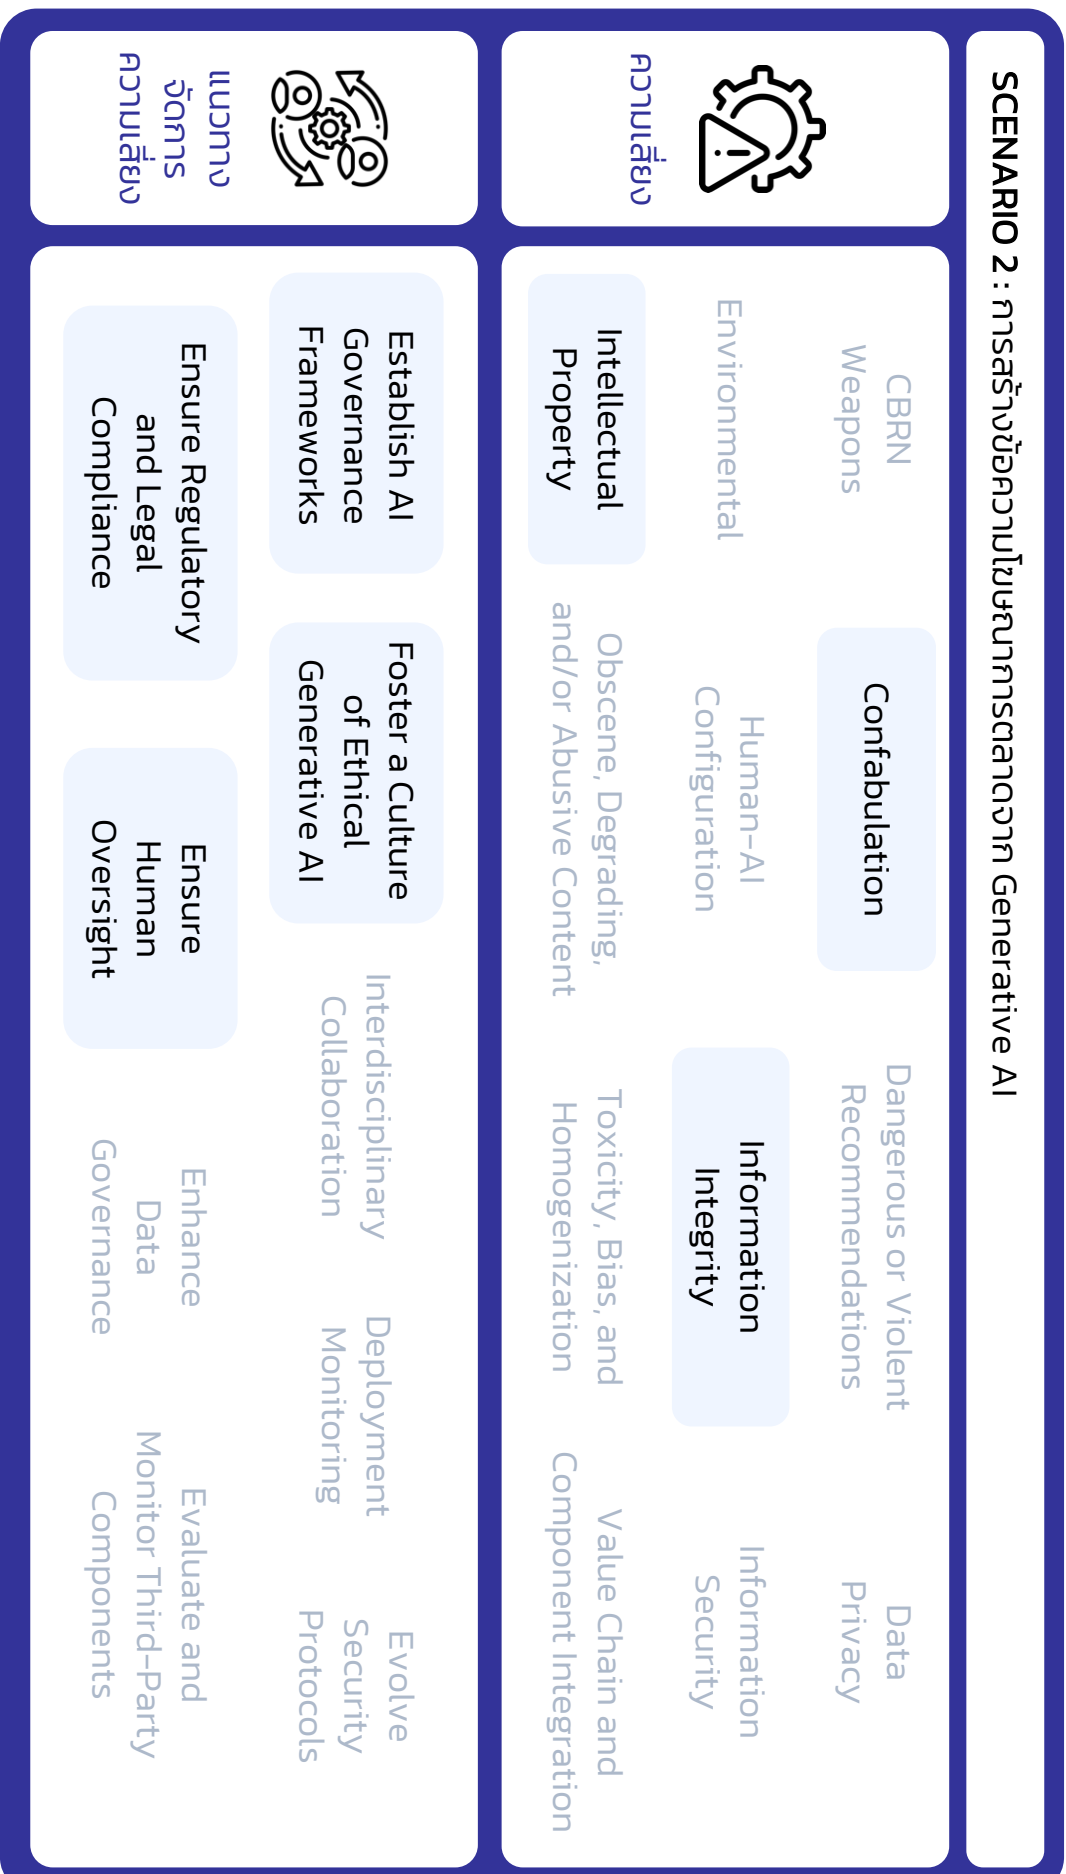 SCENARIO 2 : การสร้างข้อความโฆษณาการตลาดจาก Generative AI
ความเสี่ยง
CBRN
Weapons
Confabulation
Dangerous or Violent
Recommendations
Data
Privacy
Environmental
Human-AI
Configuration
Information
Integrity
Information
Security
Intellectual
Property
Obscene, Degrading,
and/or Abusive Content
Toxicity, Bias, and
Homogenization
Value Chain and
Component Integration
แนวทาง
จัดการ
ความเสี่ยง
Establish AI
Governance
Frameworks
Foster a Culture
of Ethical
Generative AI
Interdisciplinary
Collaboration
Deployment
Monitoring
Evolve
Security
Protocols
Ensure Regulatory
and Legal
Compliance
Ensure
Human
Oversight
Enhance
Data
Governance
Evaluate and
Monitor Third-Party
Components